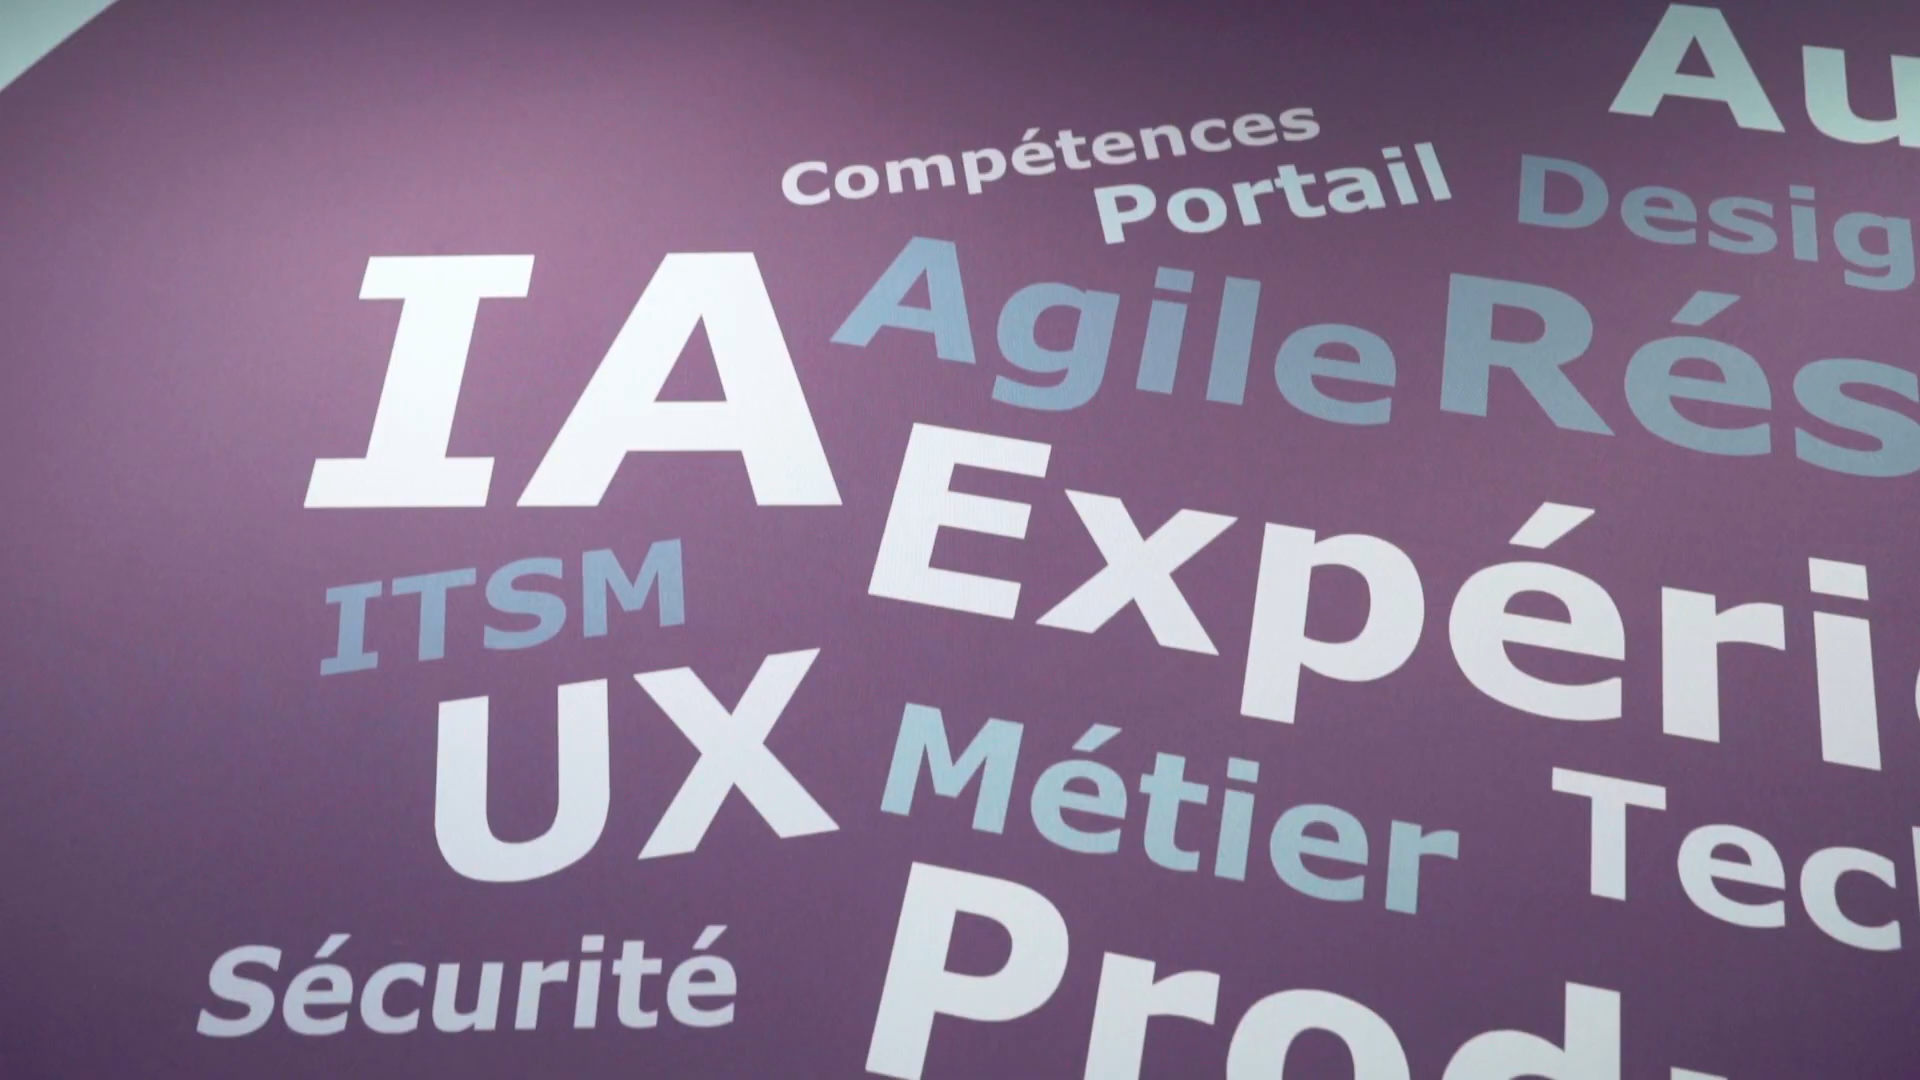 Au
Compétences
Portail
Desig
IA
Agile
Rés
Expéri
ITSM
UX
Métier
Tec
Sécurité
Prod